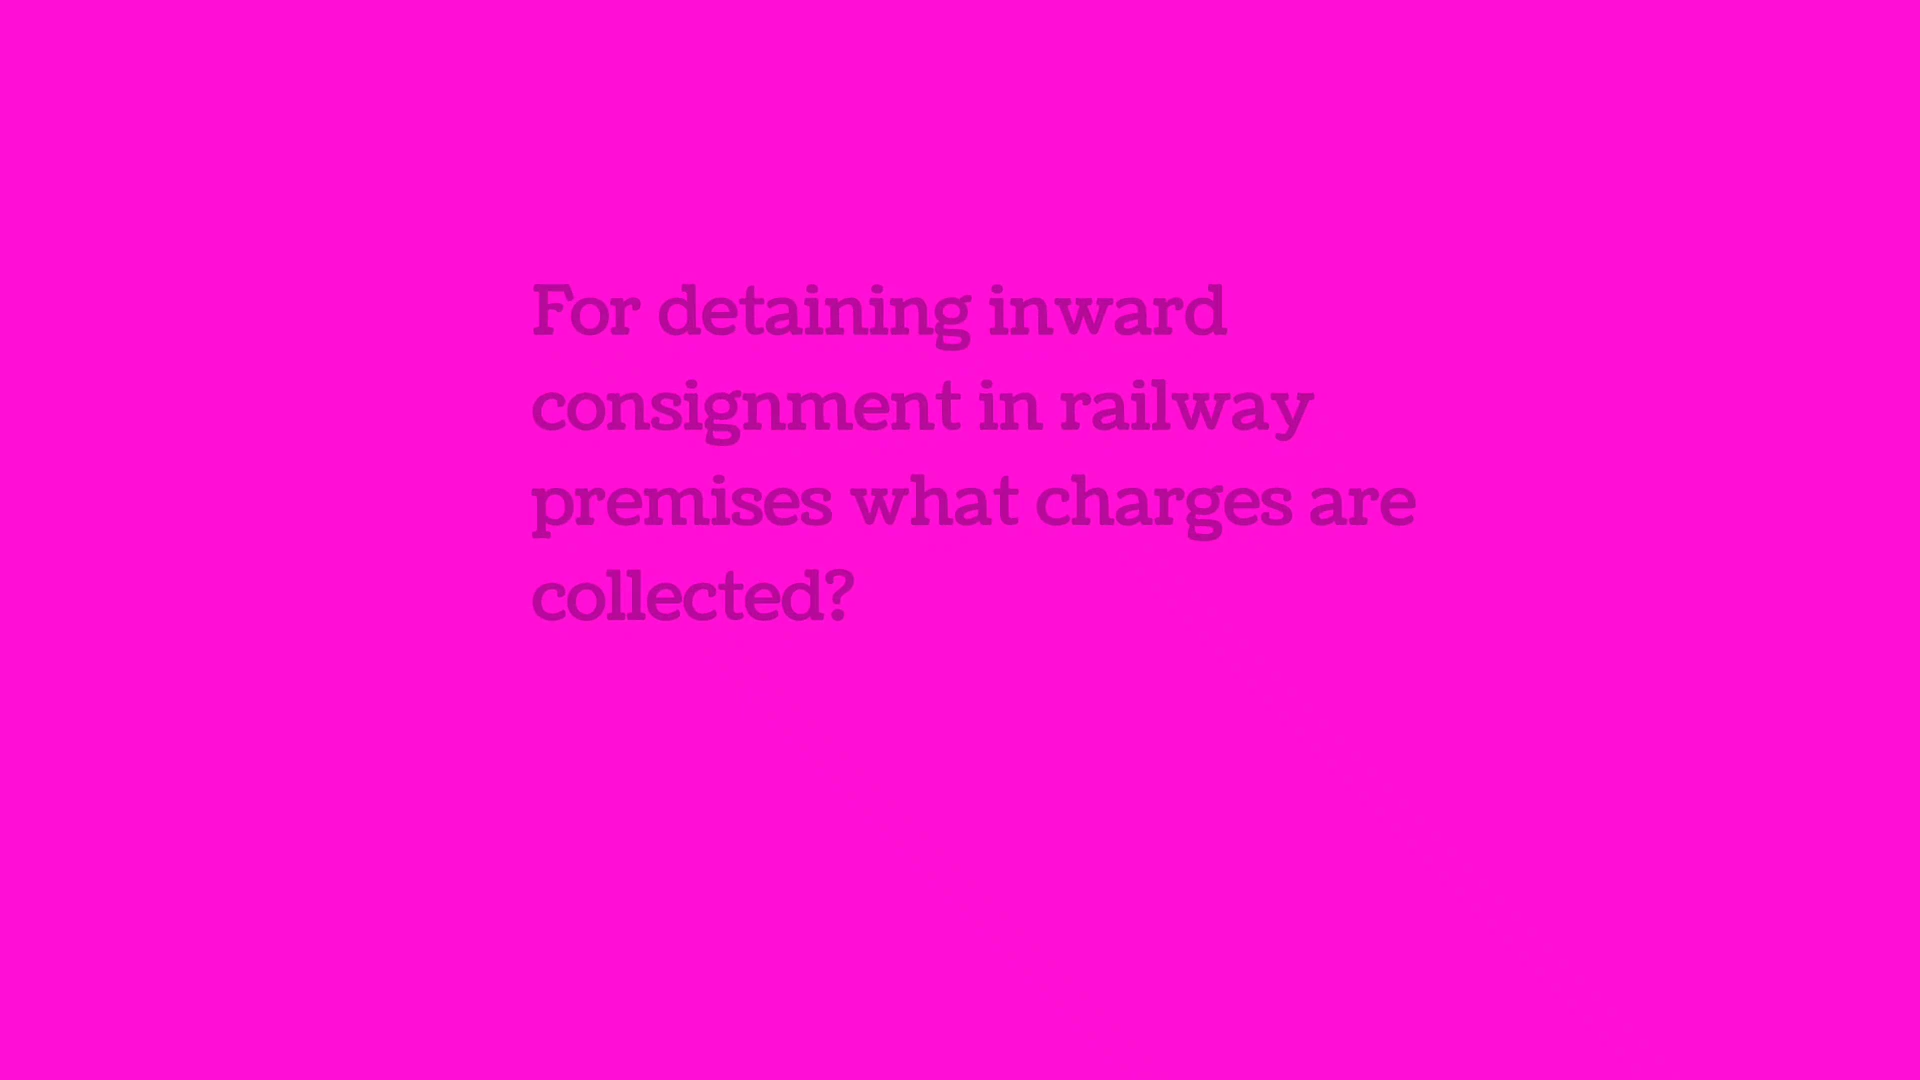 For detaining inward
consignment in railway
premises what charges are
collected?